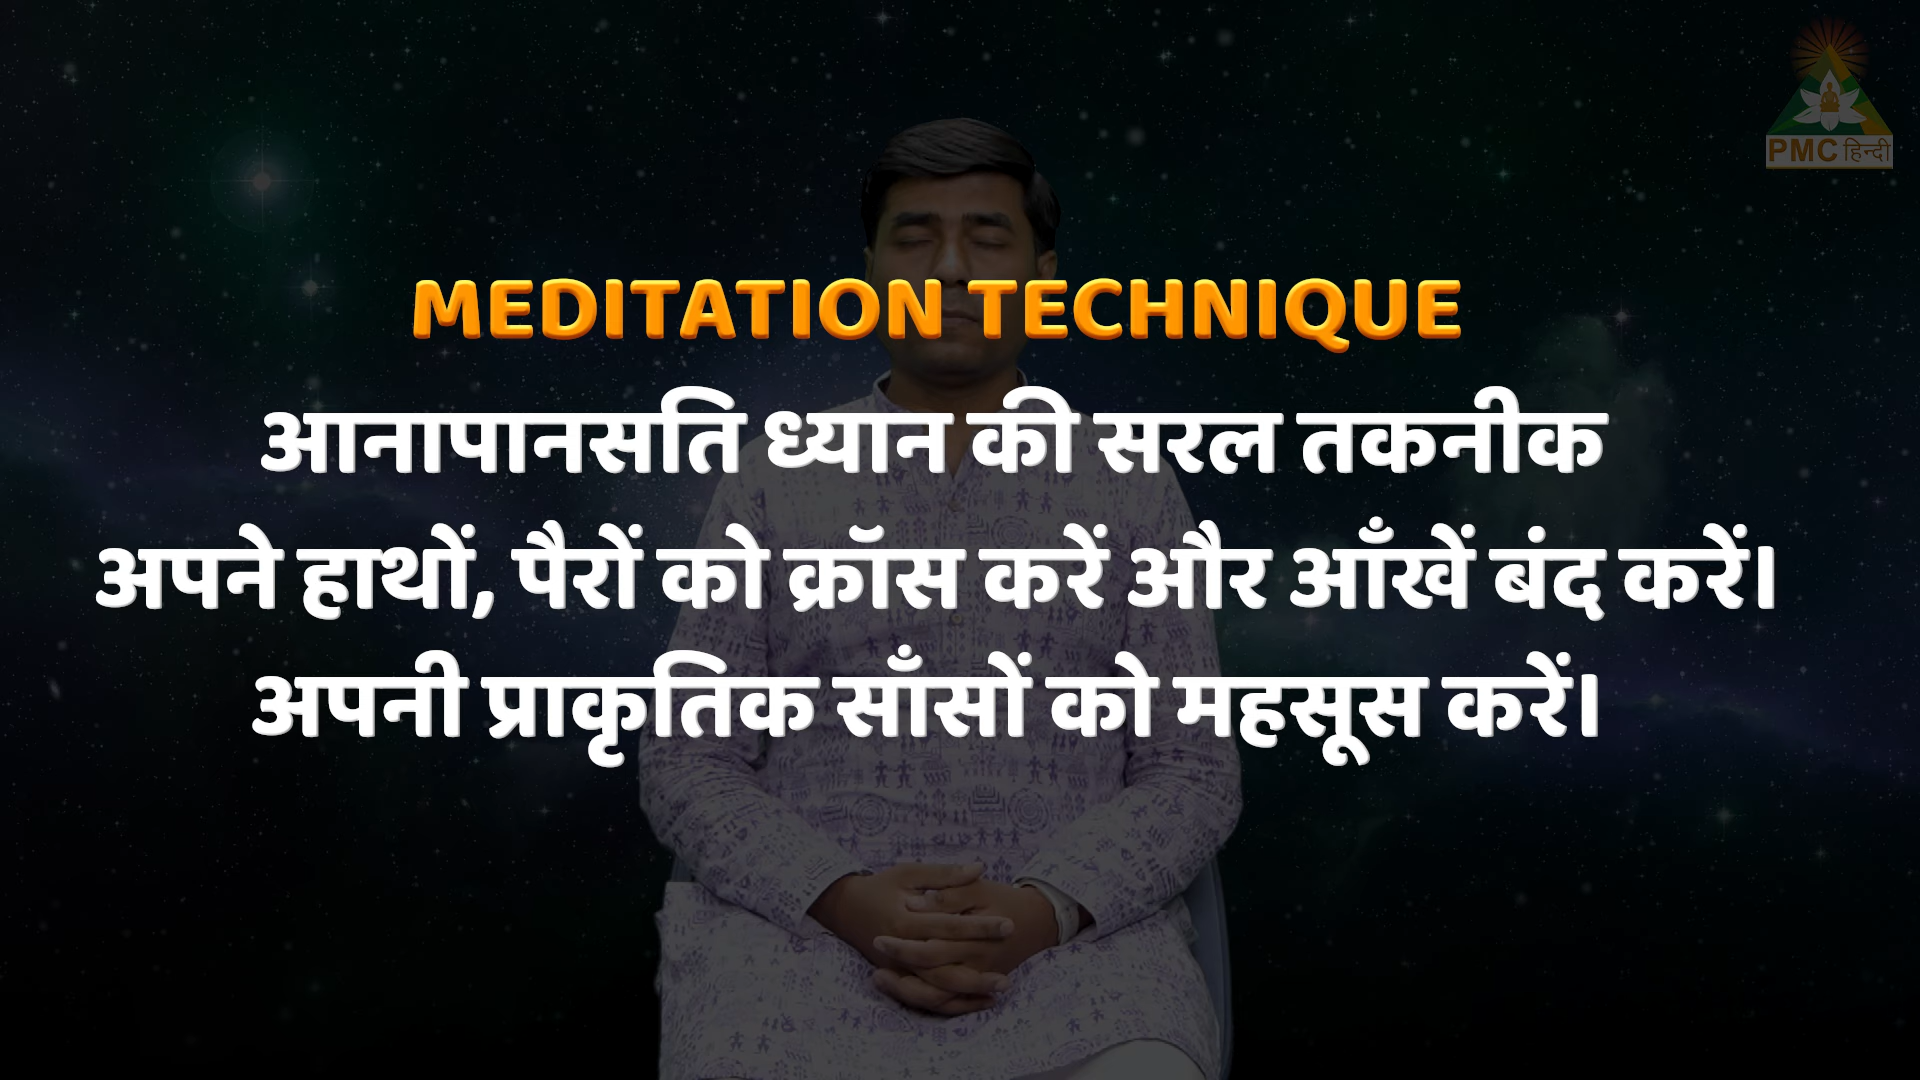 PMC हिन्दी
MEDITATION TECHNIQUE
आनापानसति ध्यान की सरल तकनीक
अपने हाथों, पैरों को क्रॉस करें और आँखें बंद करें।
अपनी प्राकृतिक साँसों को महसूस करें।